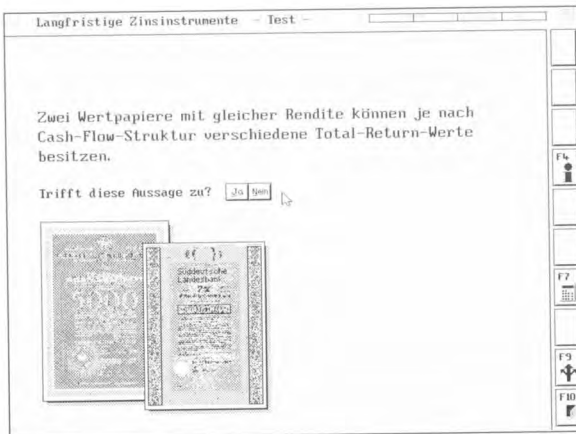 Langfristige Zinsinstrumente - Test -
Zwei Wertpapiere mit gleicher Rendite können je nach
Cash-Flow-Struktur verschiedene Total-Return-Werte
besitzen.
Trifft diese Aussage zu? Ja Nein
F4
Süddeutsche
Landesbank
7%
F7
F9
F10